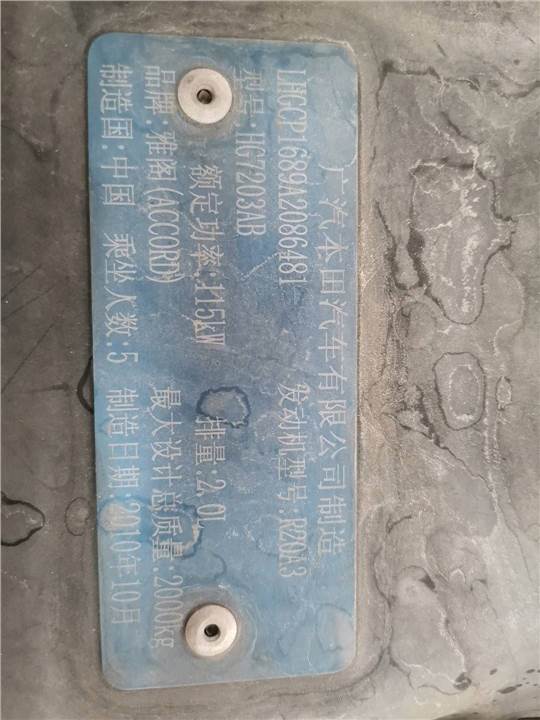 广汽本田汽车有限公司制造
LHGCP1689A2086481 发动机型号:R20A3
型号:HG7203AB
额定功率:115kW 排量:2.0L
品牌:雅阁(ACCORD) 最大设计总质量:2000kg
制造国:中国 乘坐人数:5 制造日期:2010年10月